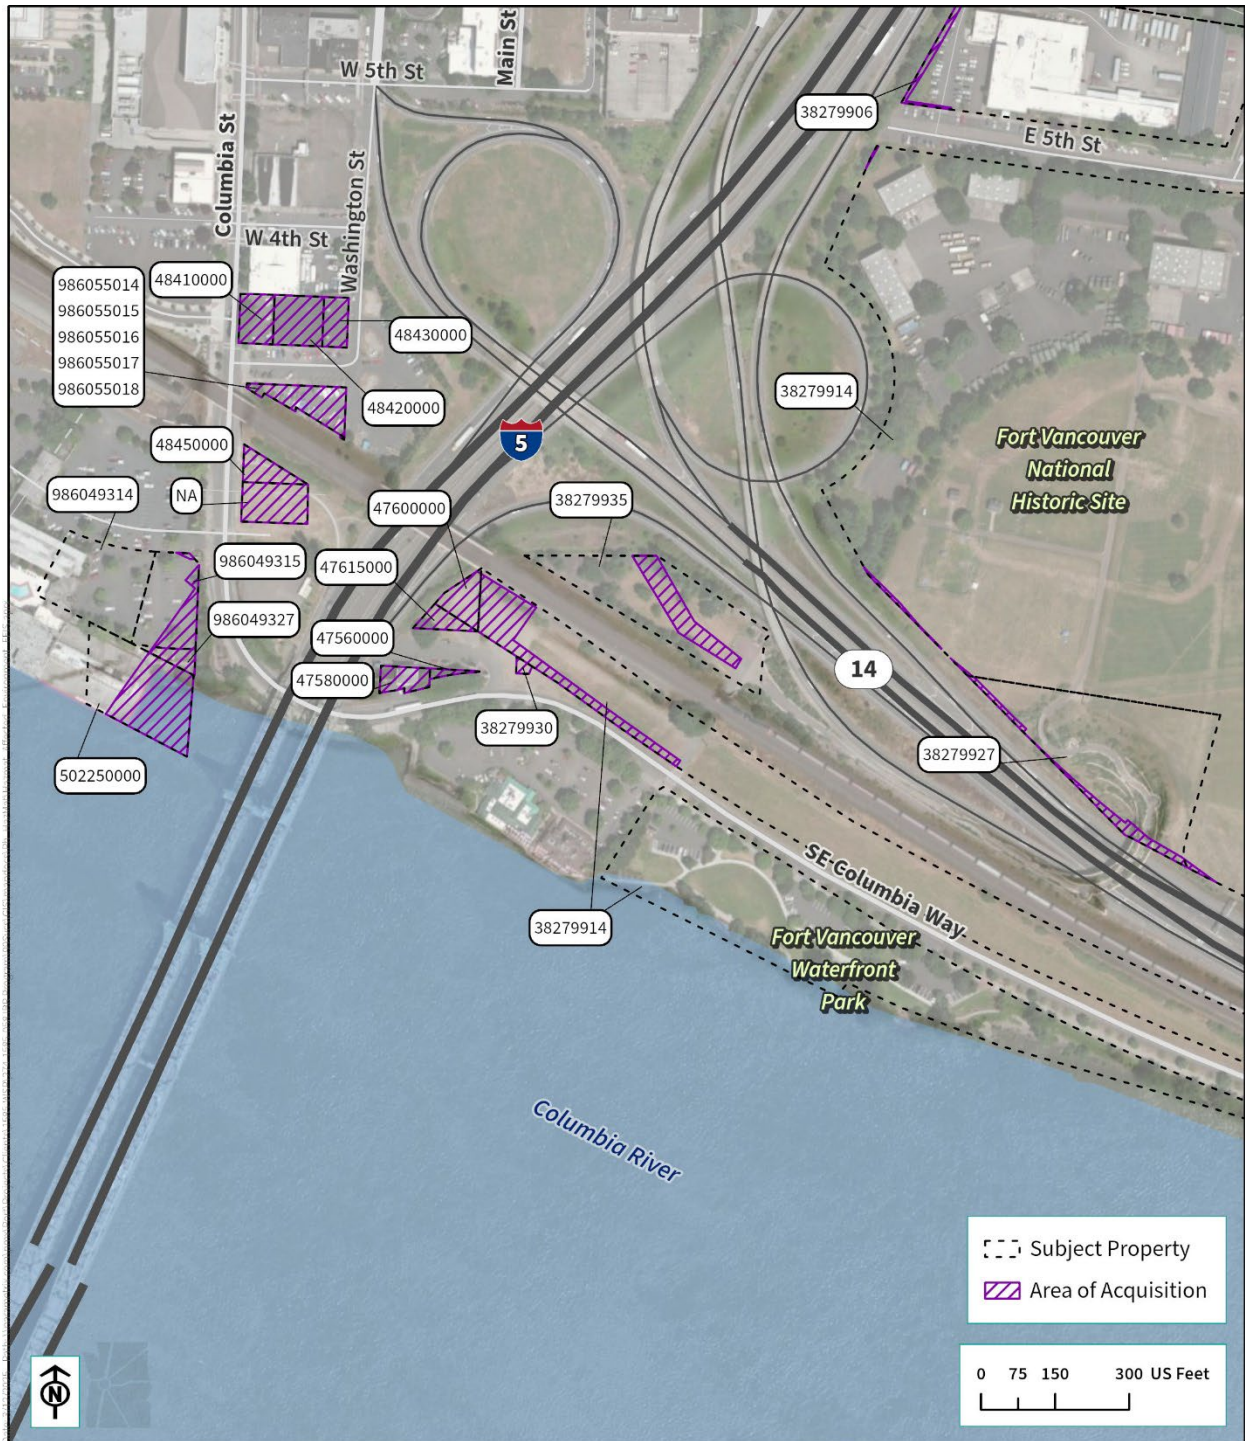 W 5th St
Main St
Columbia St
Washington St
W 4th St
38279906
E 5th St
986055014
986055015
986055016
986055017
986055018
48410000
48430000
48420000
38279914
5
Fort Vancouver
National
Historic Site
48450000
986049314
NA
47600000
38279935
986049315
47615000
986049327
47560000
47580000
14
38279930
38279927
502250000
SE Columbia Way
38279914
Fort Vancouver
Waterfront
Park
Columbia River
Subject Property
Area of Acquisition
0 75 150 300 US Feet
N